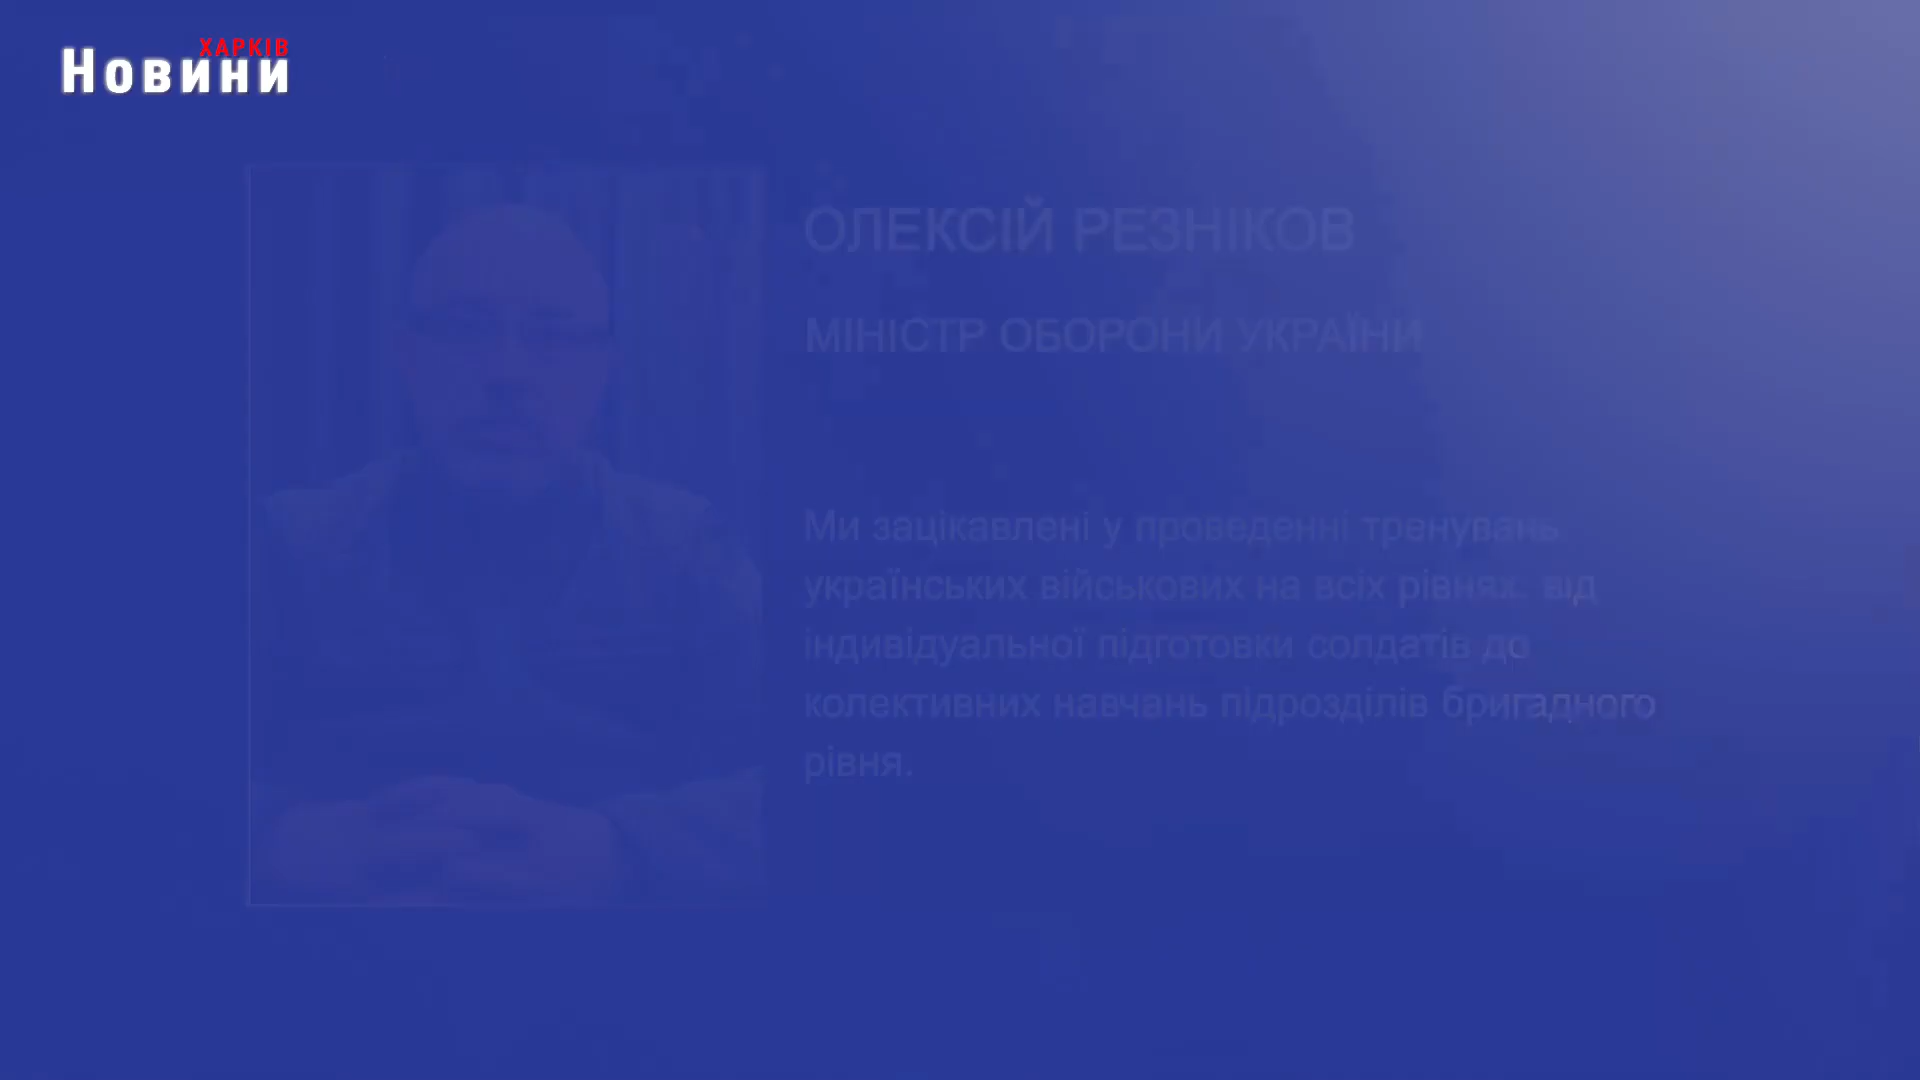 ХАРКІВ
Новини
ОЛЕКСІЙ РЕЗНІКОВ
МІНІСТР ОБОРОНИ УКРАЇНИ
Ми зацікавлені у проведенні тренувань
українських військових на всіх рівнях: від
індивідуальної підготовки солдатів до
колективних навчань підрозділів бригадного
рівня.